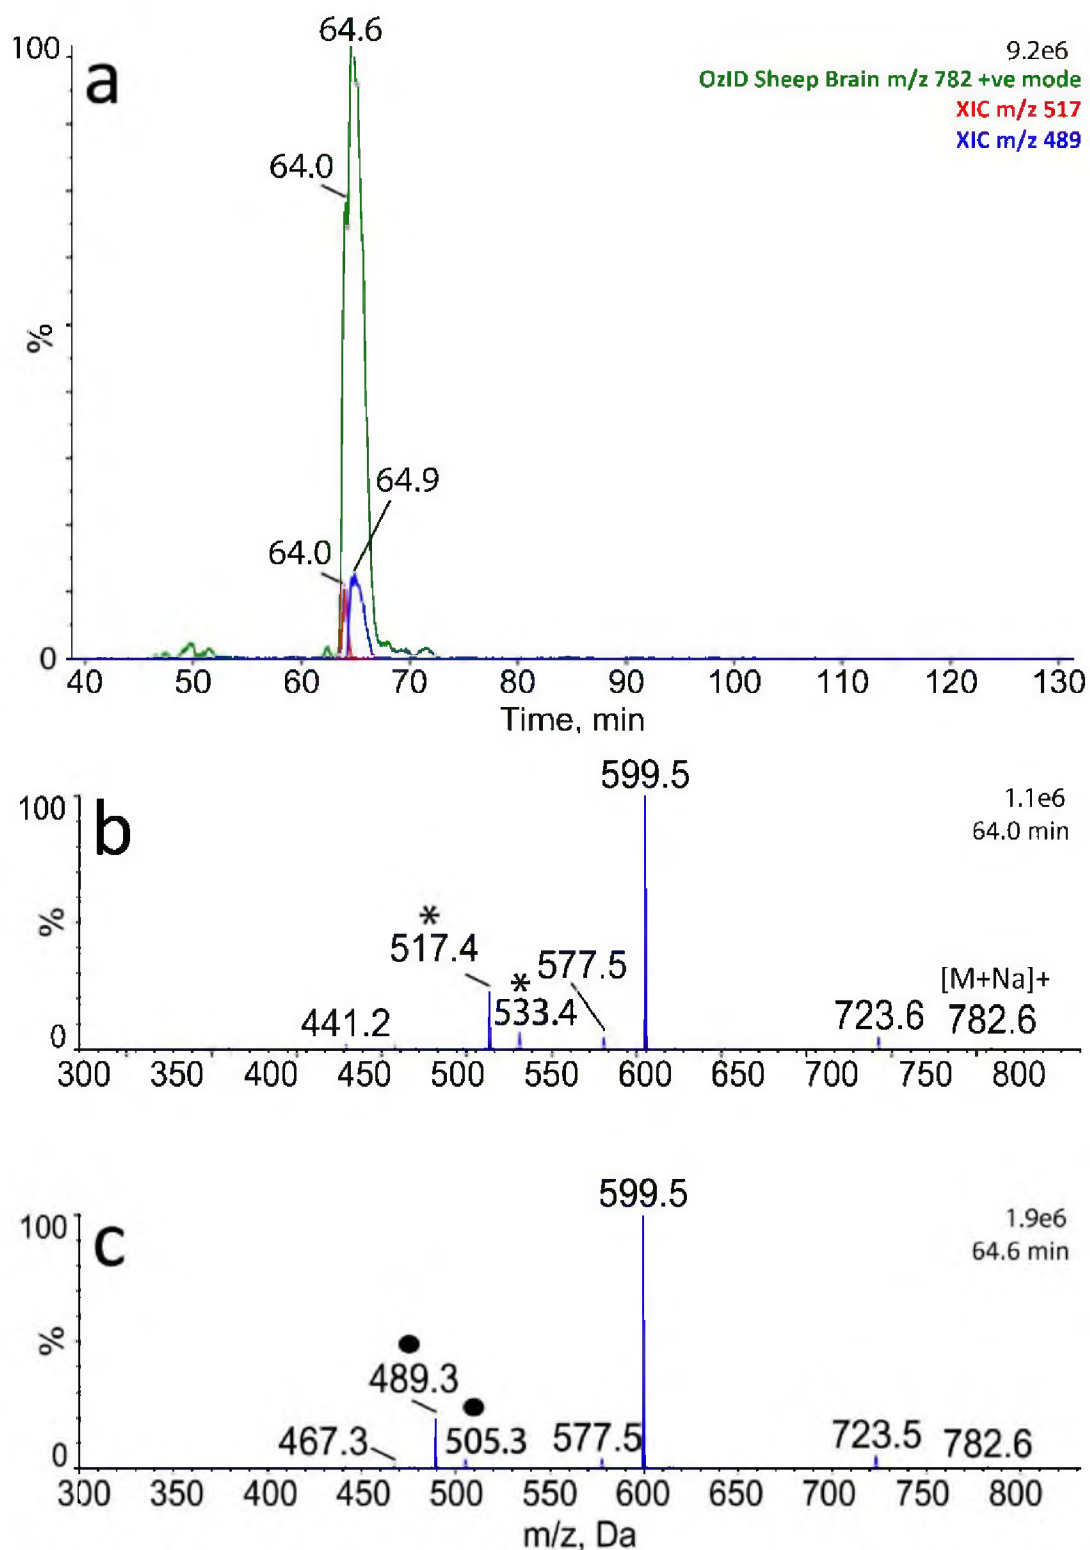 a
100
%
0
64.6
64.0
64.9
64.0
9.2e6
OzID Sheep Brain m/z 782 +ve mode
XIC m/z 517
XIC m/z 489
40 50 60 70 80 90 100 110 120 130
Time, min
b
100
%
0
599.5
1.1e6
64.0 min
*
517.4
*
533.4
577.5
441.2
723.6
[M+Na]+
782.6
300 350 400 450 500 550 600 650 700 750 800
c
100
%
0
599.5
1.9e6
64.6 min
489.3
467.3
505.3
577.5
723.5
782.6
300 350 400 450 500 550 600 650 700 750 800
m/z, Da